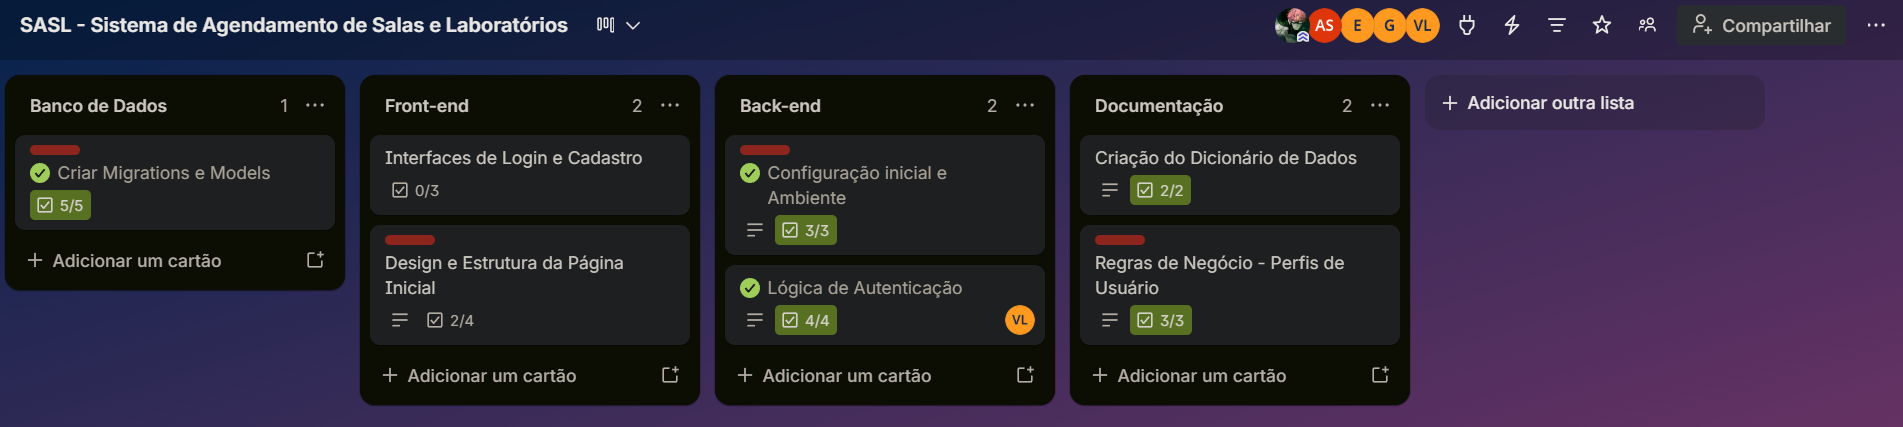 SASL - Sistema de Agendamento de Salas e Laboratórios
AS
E
G
VL
Compartilhar
Banco de Dados
1
Criar Migrations e Models
5/5
Adicionar um cartão
Front-end
2
Interfaces de Login e Cadastro
0/3
Design e Estrutura da Página
Inicial
2/4
Adicionar um cartão
Back-end
2
Configuração inicial e
Ambiente
3/3
Lógica de Autenticação
4/4
VL
Adicionar um cartão
Documentação
2
Criação do Dicionário de Dados
2/2
Regras de Negócio - Perfis de
Usuário
3/3
Adicionar um cartão
Adicionar outra lista